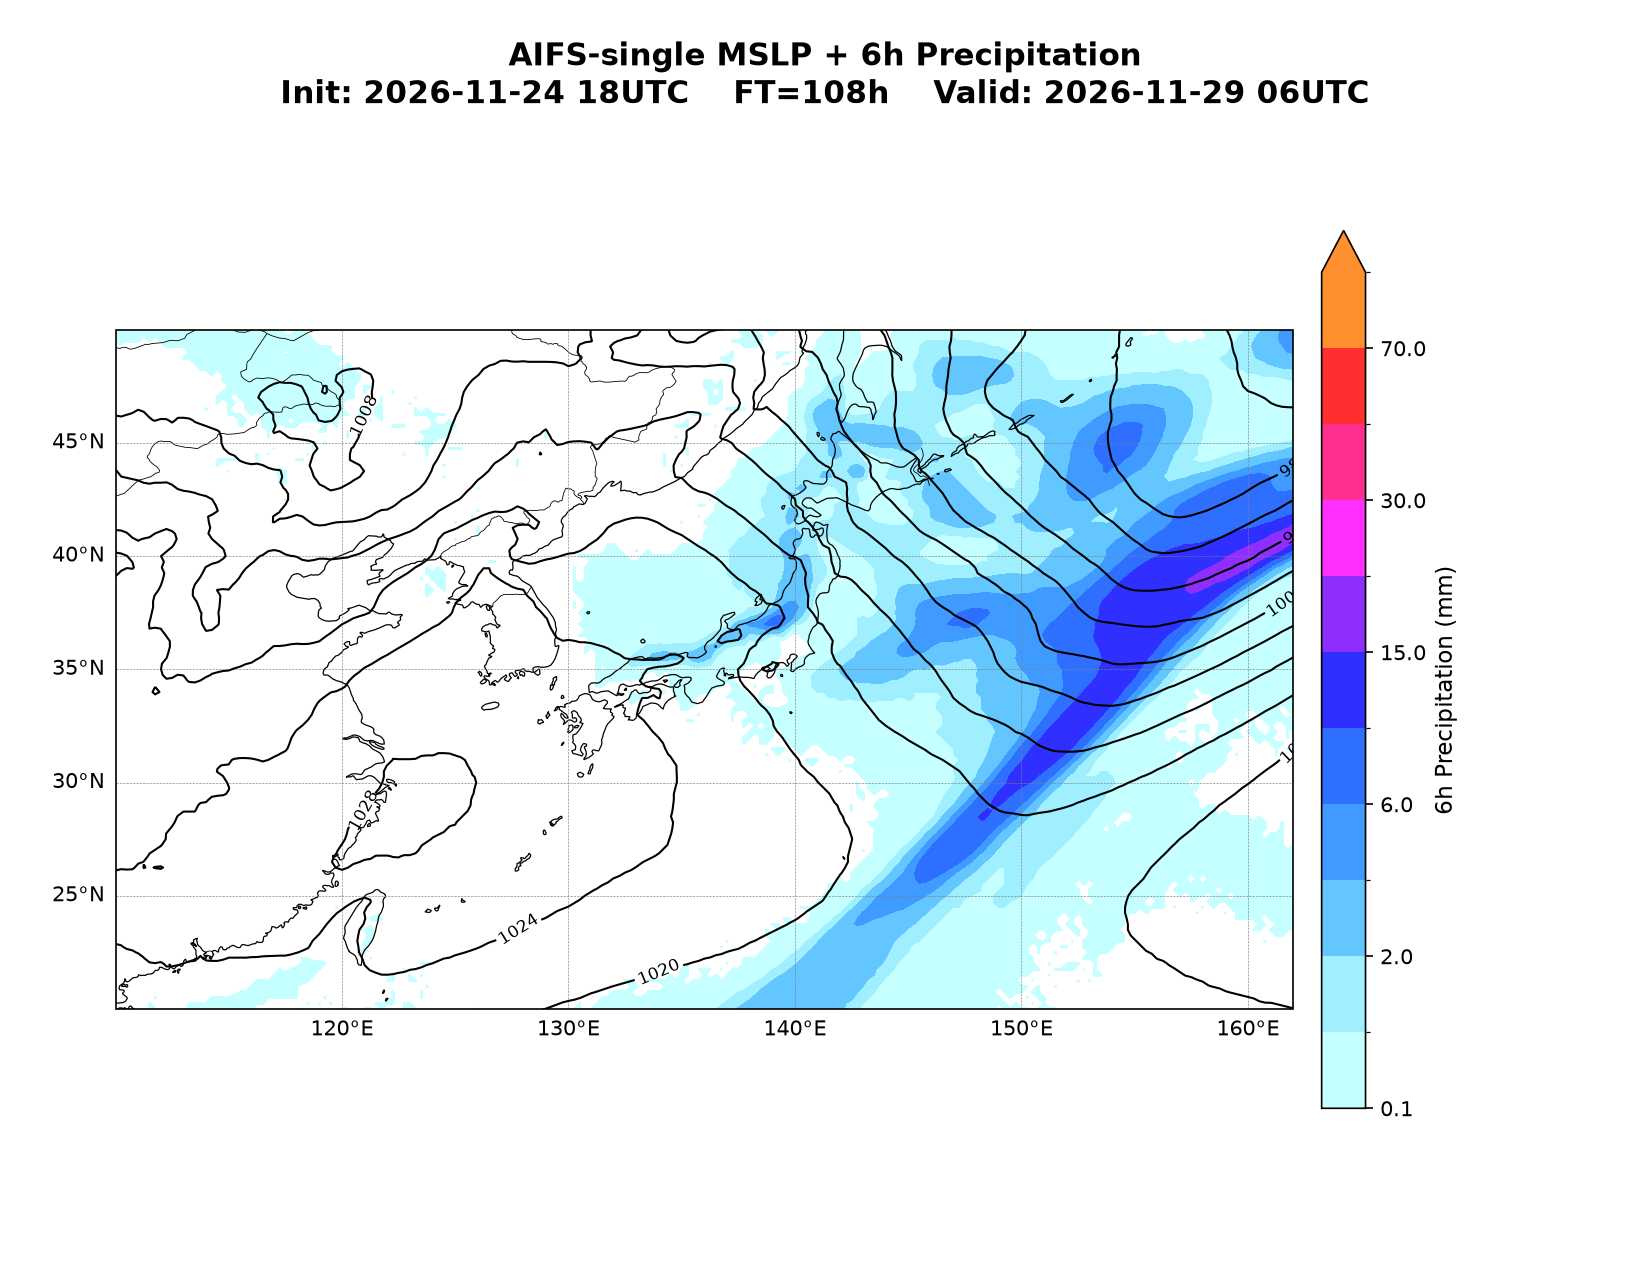 AIFS-single MSLP + 6h Precipitation
Init: 2026-11-24 18UTC    FT=108h    Valid: 2026-11-29 06UTC
45°N
40°N
35°N
30°N
25°N
120°E
130°E
140°E
150°E
160°E
1008
1028
1024
1020
70.0
30.0
15.0
6.0
2.0
0.1
6h Precipitation (mm)